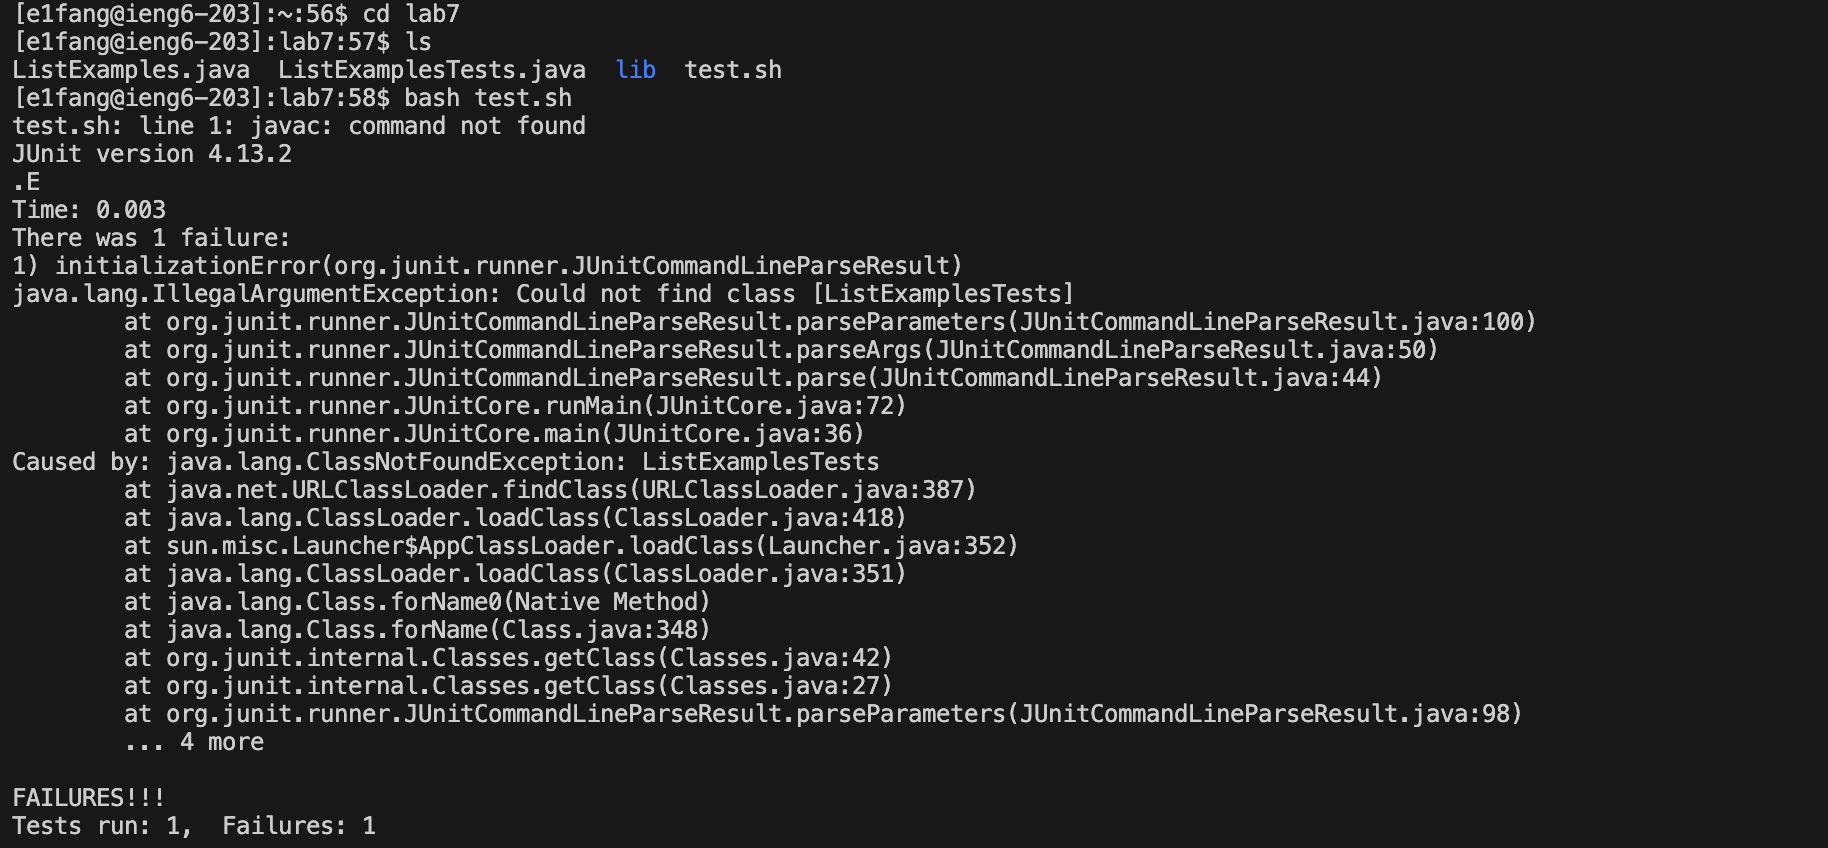 [e1fang@ieng6-203]:~:56$ cd lab7
[e1fang@ieng6-203]:lab7:57$ ls
ListExamples.java  ListExamplesTests.java  lib  test.sh
[e1fang@ieng6-203]:lab7:58$ bash test.sh
test.sh: line 1: javac: command not found
JUnit version 4.13.2
.E
Time: 0.003
There was 1 failure:
1) initializationError(org.junit.runner.JUnitCommandLineParseResult)
java.lang.IllegalArgumentException: Could not find class [ListExamplesTests]
        at org.junit.runner.JUnitCommandLineParseResult.parseParameters(JUnitCommandLineParseResult.java:100)
        at org.junit.runner.JUnitCommandLineParseResult.parseArgs(JUnitCommandLineParseResult.java:50)
        at org.junit.runner.JUnitCommandLineParseResult.parse(JUnitCommandLineParseResult.java:44)
        at org.junit.runner.JUnitCore.runMain(JUnitCore.java:72)
        at org.junit.runner.JUnitCore.main(JUnitCore.java:36)
Caused by: java.lang.ClassNotFoundException: ListExamplesTests
        at java.net.URLClassLoader.findClass(URLClassLoader.java:387)
        at java.lang.ClassLoader.loadClass(ClassLoader.java:418)
        at sun.misc.Launcher$AppClassLoader.loadClass(Launcher.java:352)
        at java.lang.ClassLoader.loadClass(ClassLoader.java:351)
        at java.lang.Class.forName0(Native Method)
        at java.lang.Class.forName(Class.java:348)
        at org.junit.internal.Classes.getClass(Classes.java:42)
        at org.junit.internal.Classes.getClass(Classes.java:27)
        at org.junit.runner.JUnitCommandLineParseResult.parseParameters(JUnitCommandLineParseResult.java:98)
        ... 4 more

FAILURES!!!
Tests run: 1,  Failures: 1